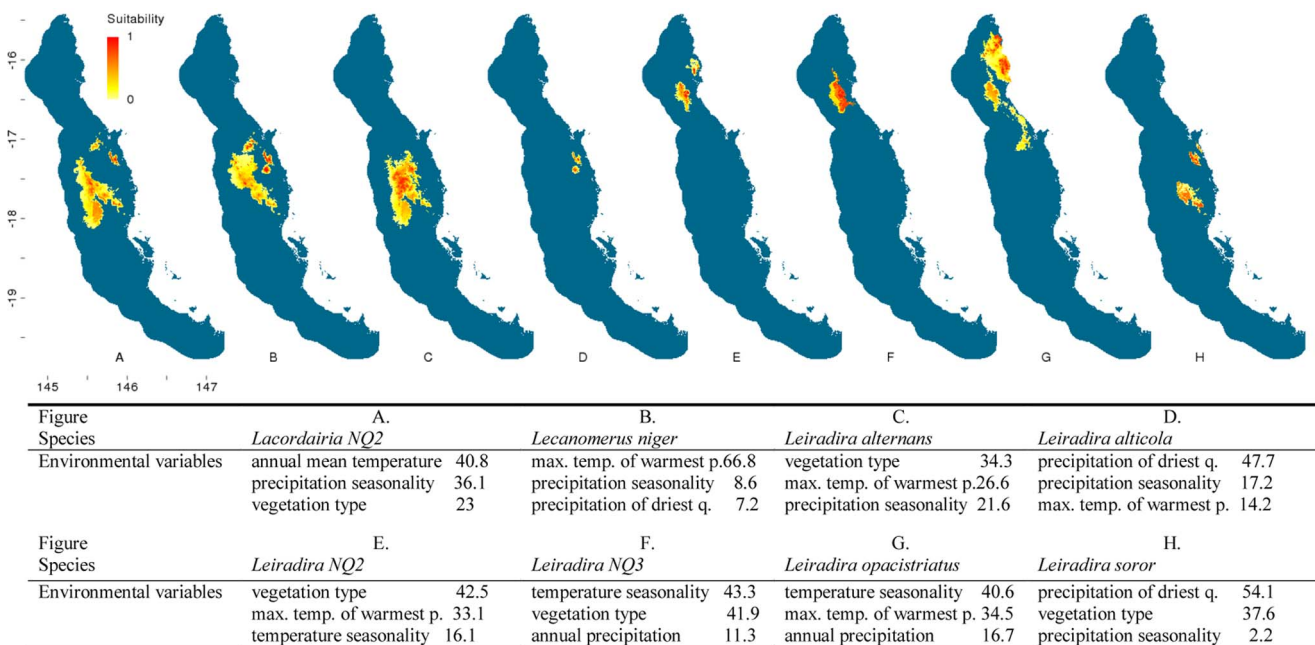 Suitability
1
0
-16
-17
-18
-19
A B C D E F G H
145 146 147
Figure A. B. C. D.
Species Lacordairia NQ2 Lecanomerus niger Leiradira alternans Leiradira alticola
Environmental variables annual mean temperature 40.8 max. temp. of warmest p.66.8 vegetation type 34.3 precipitation of driest q. 47.7
precipitation seasonality 36.1 precipitation seasonality 8.6 max. temp. of warmest p.26.6 precipitation seasonality 17.2
vegetation type 23 precipitation of driest q. 7.2 precipitation seasonality 21.6 max. temp. of warmest p. 14.2
Figure E. F. G. H.
Species Leiradira NQ2 Leiradira NQ3 Leiradira opacistriatus Leiradira soror
Environmental variables vegetation type 42.5 temperature seasonality 43.3 temperature seasonality 40.6 precipitation of driest q. 54.1
max. temp. of warmest p. 33.1 vegetation type 41.9 max. temp. of warmest p. 34.5 vegetation type 37.6
temperature seasonality 16.1 annual precipitation 11.3 annual precipitation 16.7 precipitation seasonality 2.2